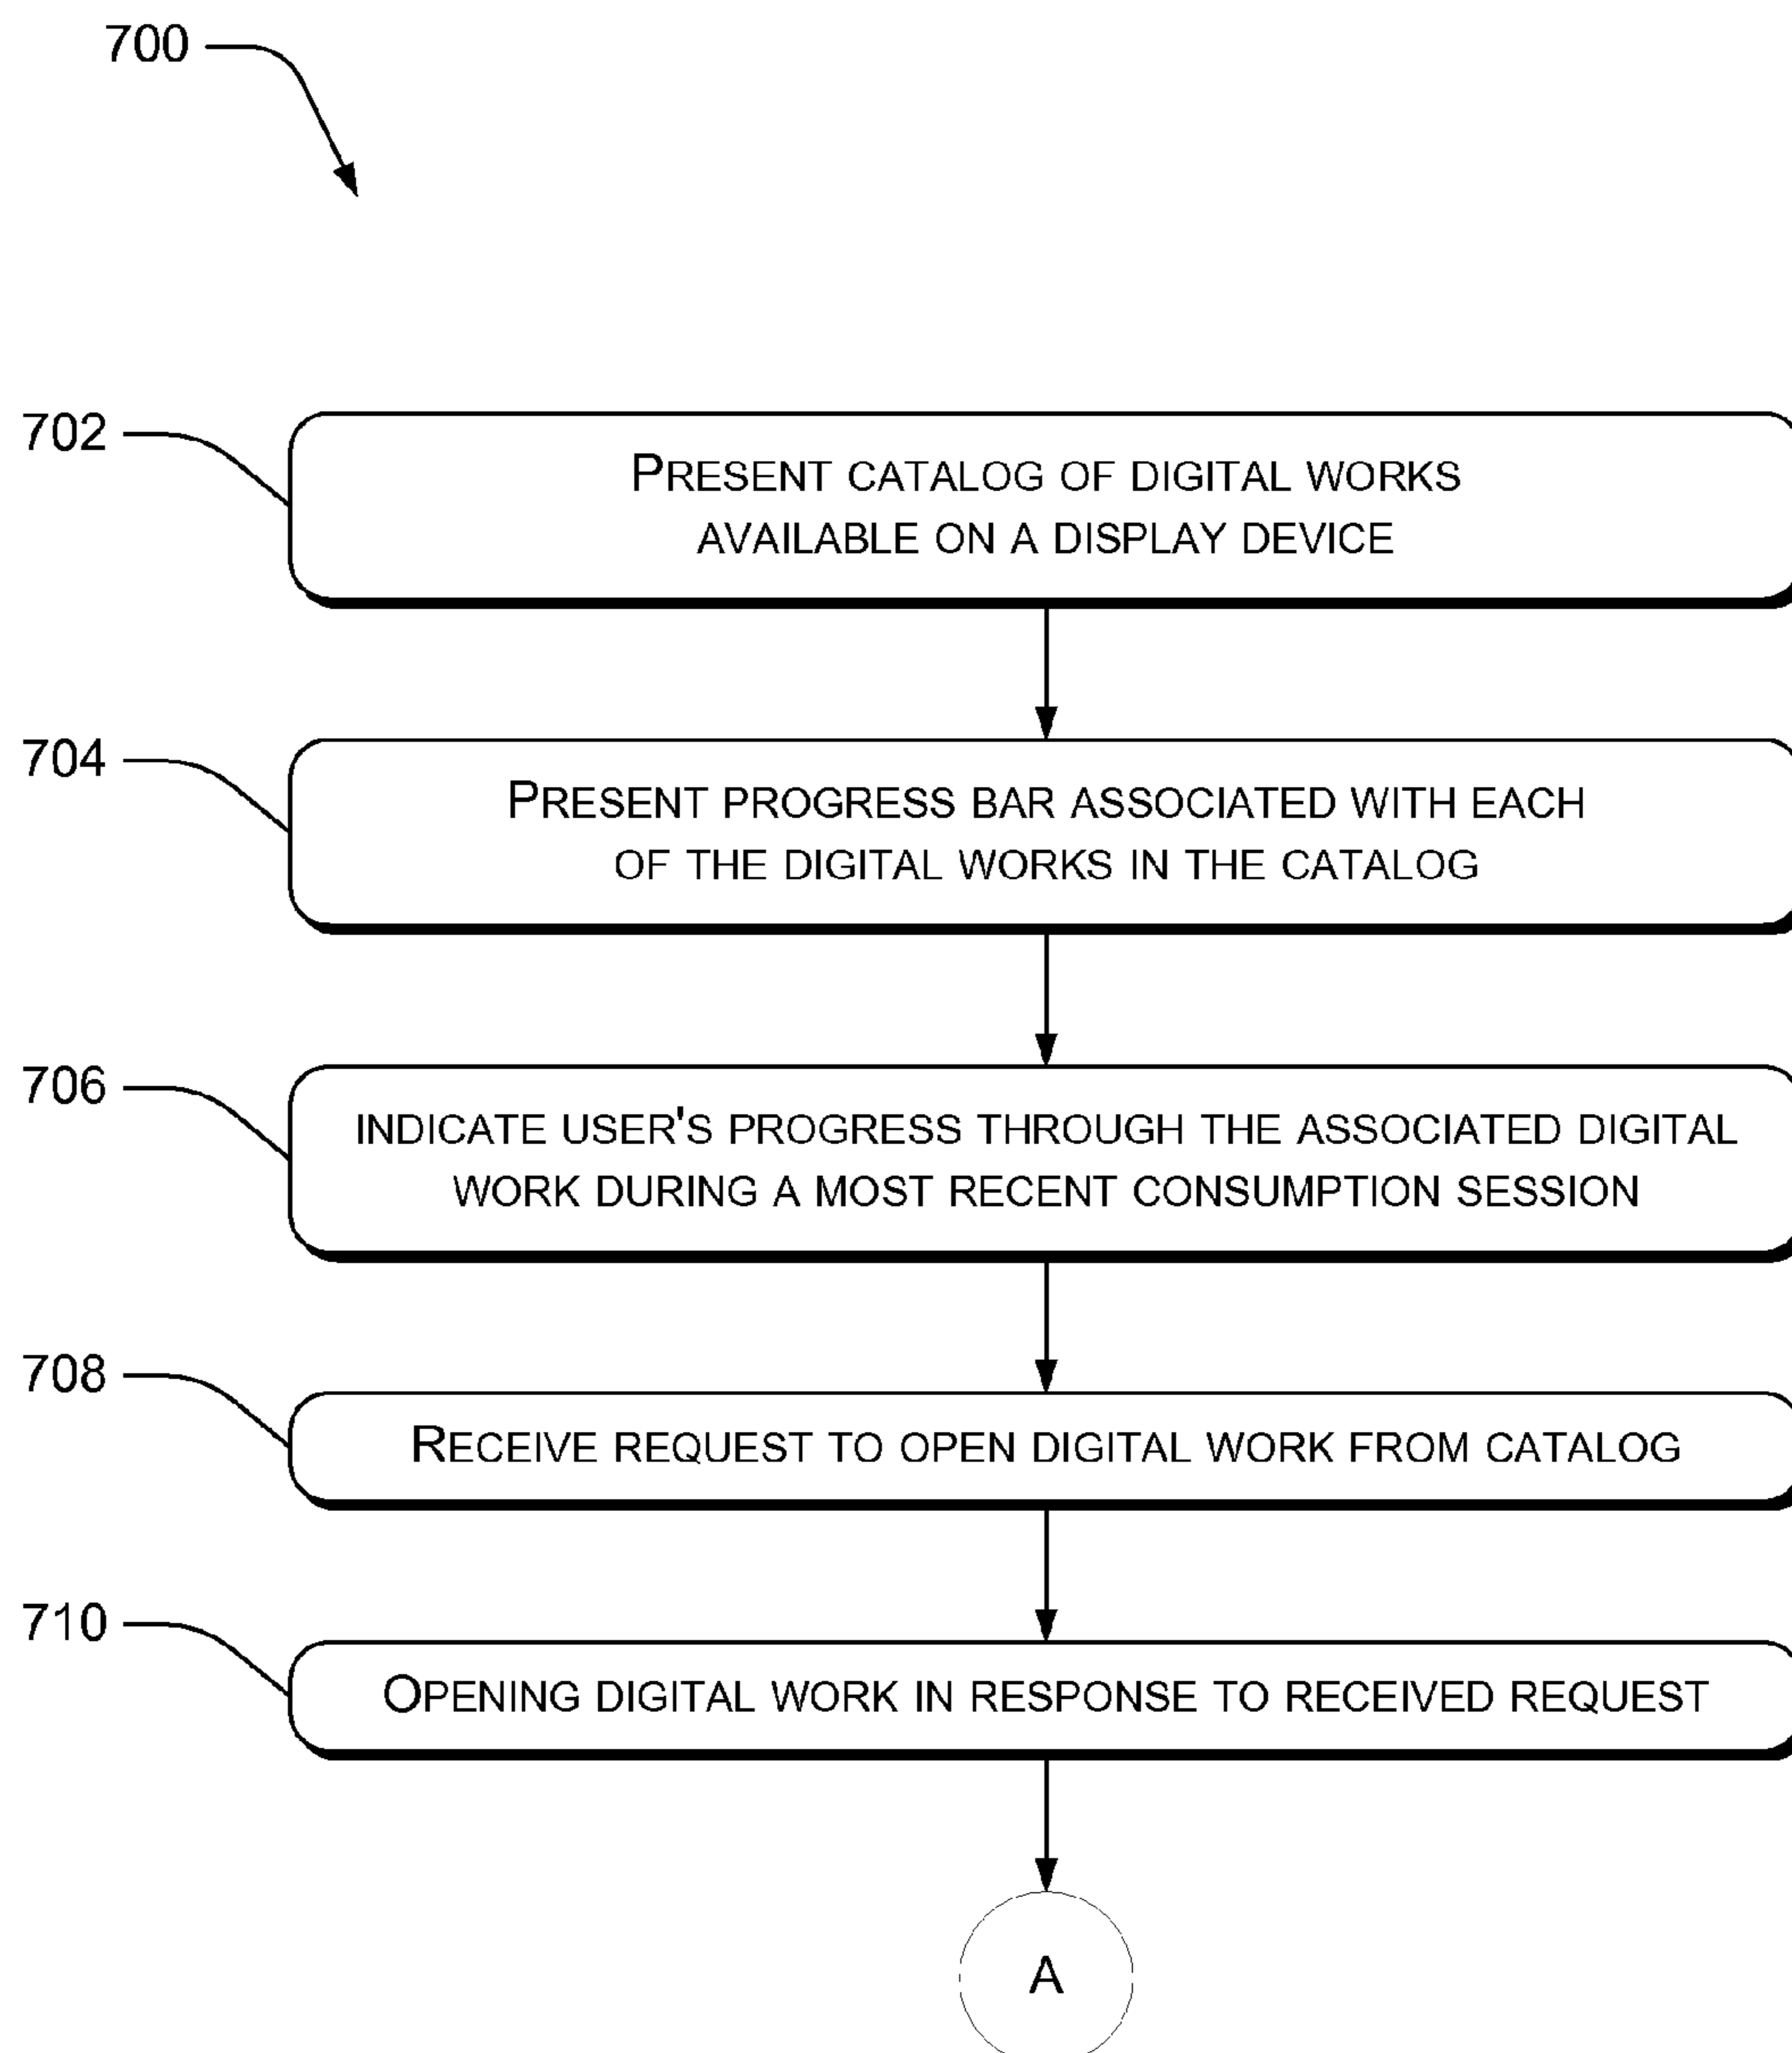 700
702
PRESENT CATALOG OF DIGITAL WORKS
AVAILABLE ON A DISPLAY DEVICE
704
PRESENT PROGRESS BAR ASSOCIATED WITH EACH
OF THE DIGITAL WORKS IN THE CATALOG
706
INDICATE USER'S PROGRESS THROUGH THE ASSOCIATED DIGITAL
WORK DURING A MOST RECENT CONSUMPTION SESSION
708
RECEIVE REQUEST TO OPEN DIGITAL WORK FROM CATALOG
710
OPENING DIGITAL WORK IN RESPONSE TO RECEIVED REQUEST
A